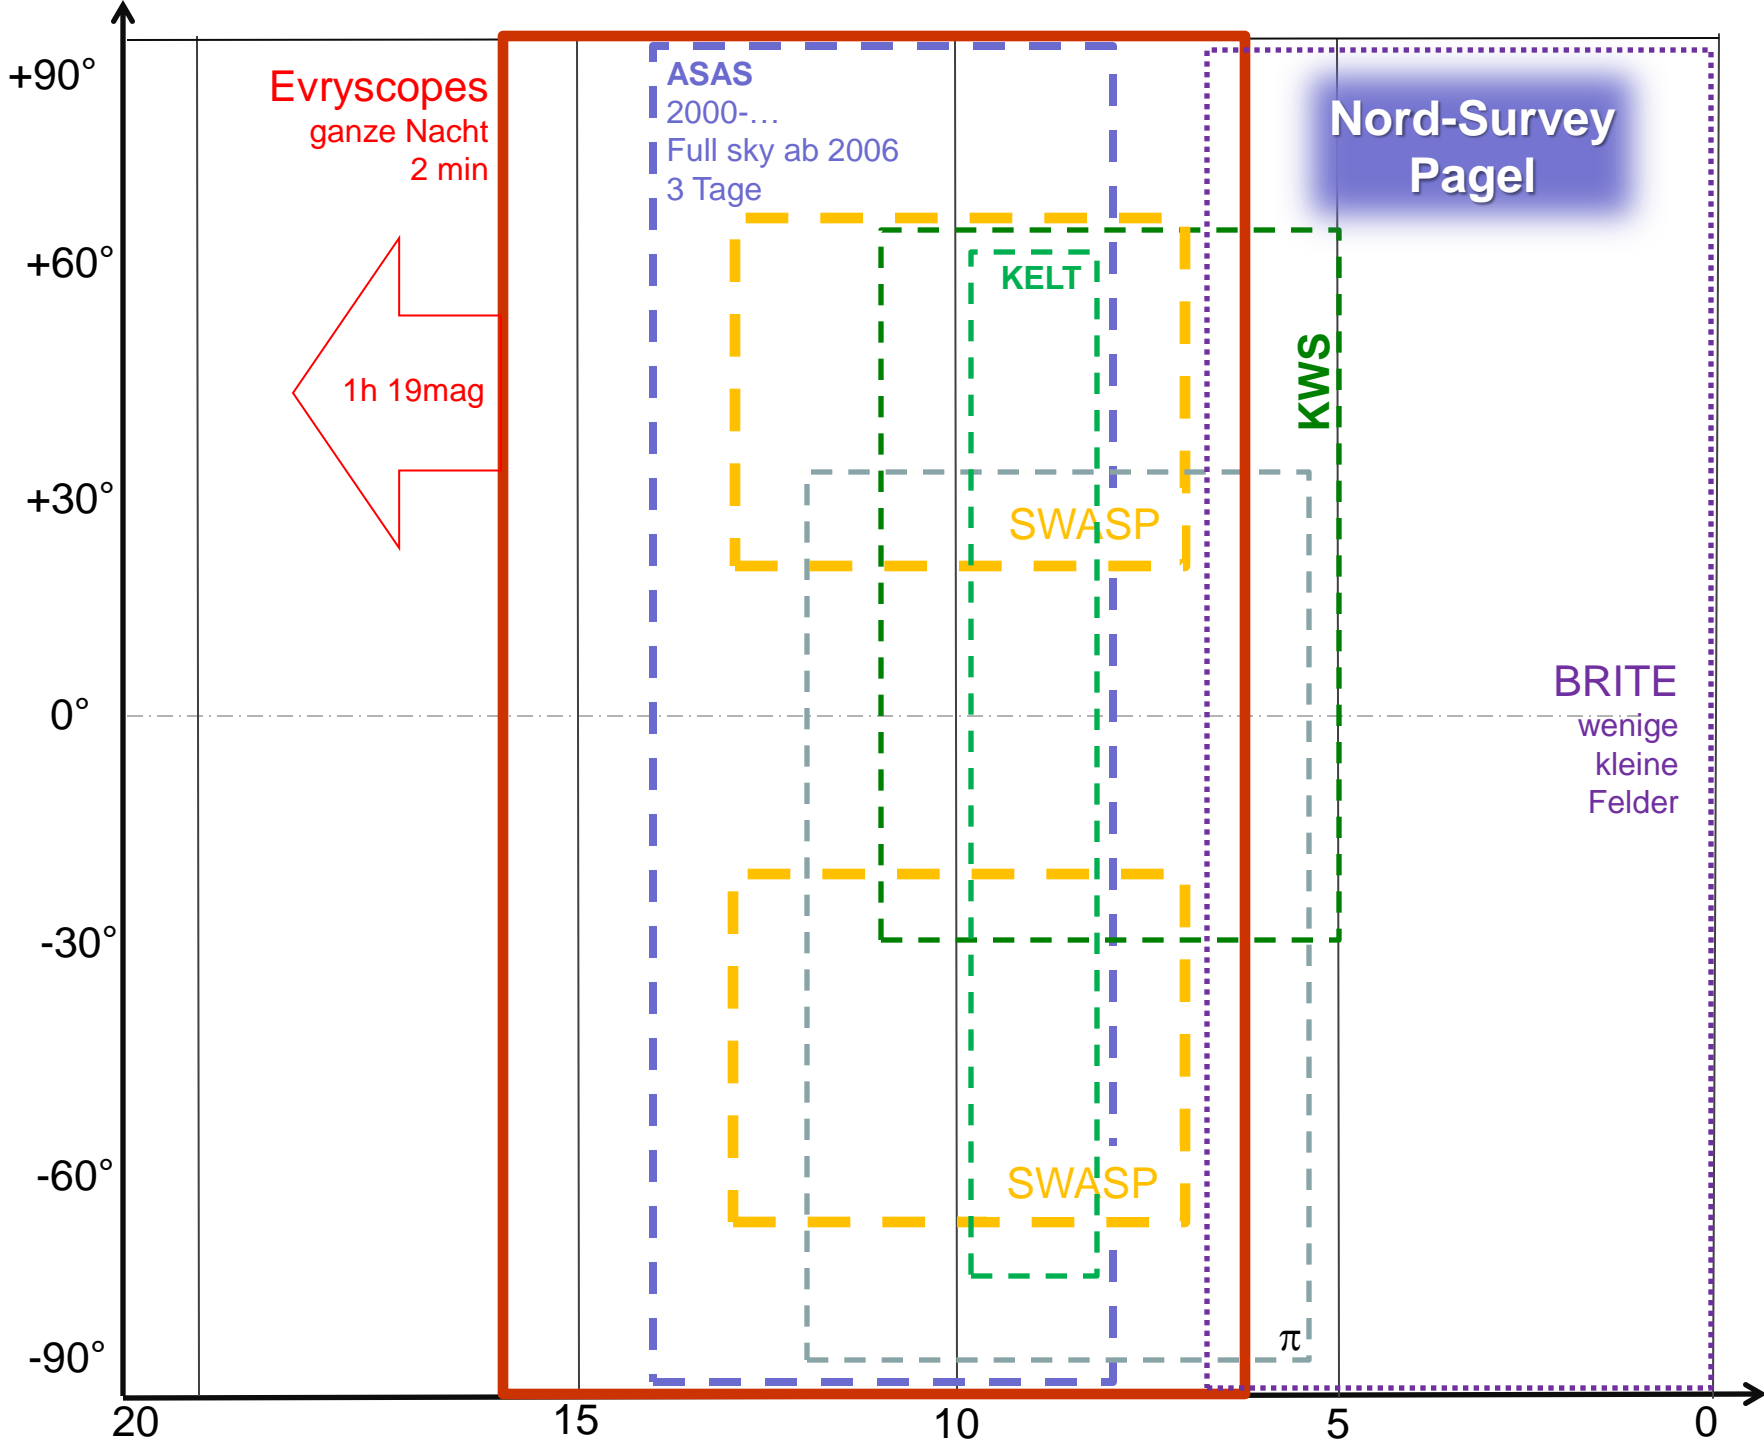 +90°
+60°
+30°
0°
-30°
-60°
-90°
Evryscopes
ganze Nacht
2 min
1h 19mag
ASAS
2000-…
Full sky ab 2006
3 Tage
Nord-Survey
Pagel
KELT
KWS
SWASP
BRITE
wenige
kleine
Felder
SWASP
π
20
15
10
5
0